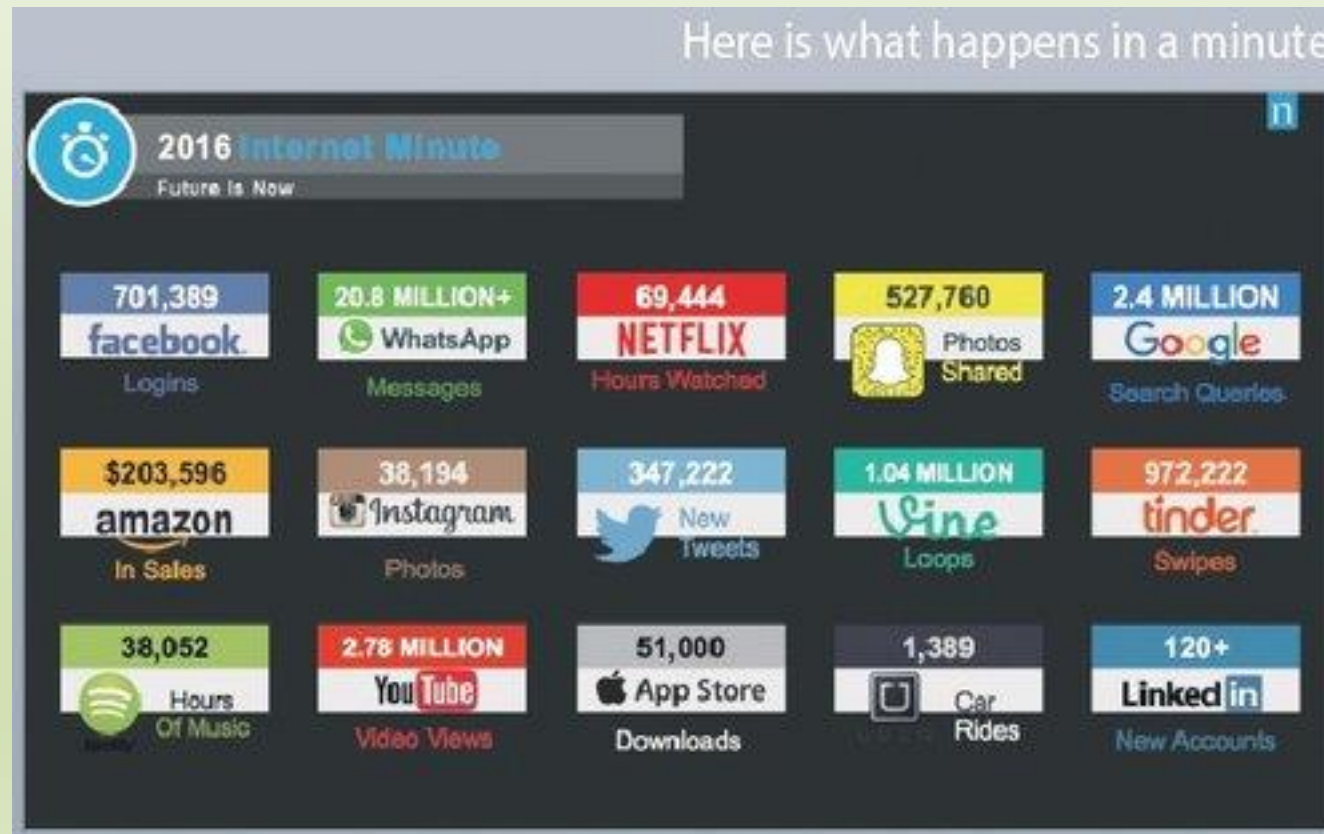 Here is what happens in a minute
n
2016 Internet Minute
Future Is Now
701,389
facebook
Logins
20.8 MILLION+
WhatsApp
Messages
69,444
NETFLIX
Hours Watched
527,760
Photos
Shared
2.4 MILLION
Google
Search Queries
$203,596
amazon
In Sales
38,194
Instagram
Photos
347,222
New
Tweets
1.04 MILLION
Vine
Loops
972,222
tinder
Swipes
38,052
Hours
Of Music
2.78 MILLION
YouTube
Video Views
51,000
App Store
Downloads
1,389
Car
Rides
120+
Linked in
New Accounts